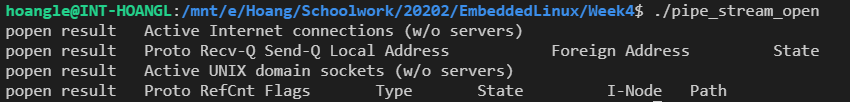 hoangle@INT-HOANGL:/mnt/e/Hoang/Schoolwork/20202/EmbeddedLinux/Week4$ ./pipe_stream_open
popen result   Active Internet connections (w/o servers)
popen result   Proto Recv-Q Send-Q Local Address           Foreign Address         State
popen result   Active UNIX domain sockets (w/o servers)
popen result   Proto RefCnt Flags       Type       State         I-Node   Path